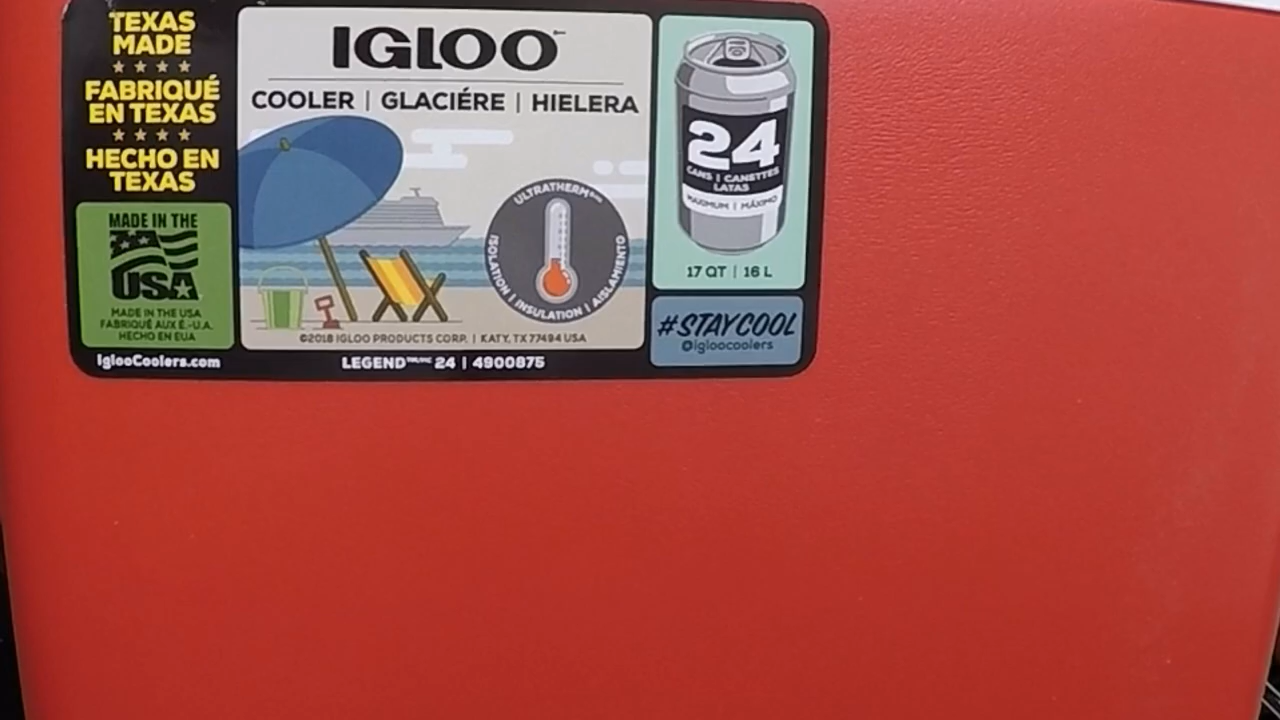 TEXAS
MADE
FABRIQUÉ
EN TEXAS
HECHO EN
TEXAS
MADE IN THE
USA
MADE IN THE USA
FABRIQUÉ AUX É.-U.A.
HECHO EN EUA
IglooCoolers.com
IGLOO
COOLER | GLACIÉRE | HIELERA
ULTRATHERM
ISOLATION | INSULATION | AISLAMIENTO
©2018 IGLOO PRODUCTS CORP. | KATY, TX 77494 USA
LEGEND™/MC 24 | 4900875
24
CANS | CANETTES
LATAS
MAXIMUM | MÁXIMO
17 QT | 16 L
#STAYCOOL
@igloocoolers